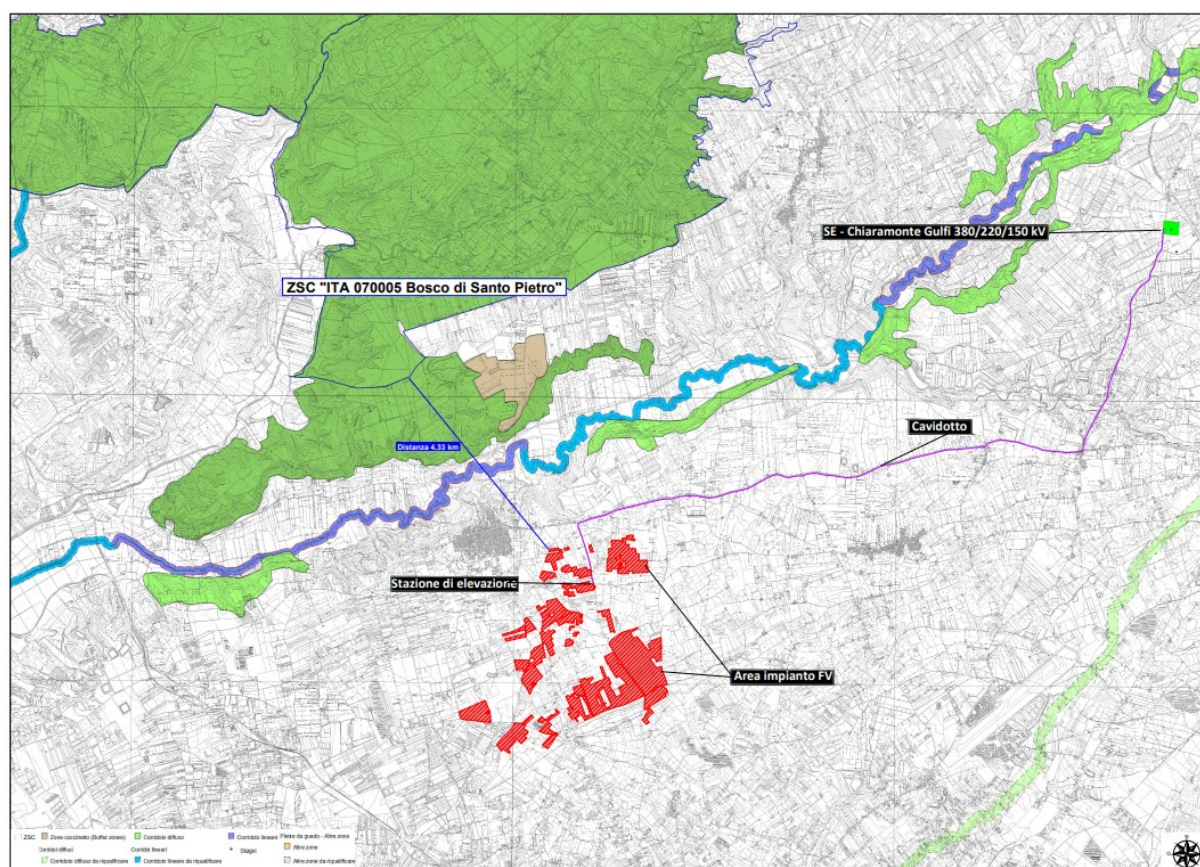 SE - Chiaramonte Gulfi 380/220/150 kV
ZSC "ITA 070005 Bosco di Santo Pietro"
Cavidotto
Distanza 4,33 km
Stazione di elevazione
Area impianto FV
ZSC
Zone cuscinetto (Buffer zones)
Corridoio diffuso
Corridoio lineare
Pietre da guado - Altre zone
Corridoi diffusi
Corridoi lineari
Stagni
Altre zone
Corridoio diffuso da riqualificare
Corridoio lineare da riqualificare
Altre zone da riqualificare